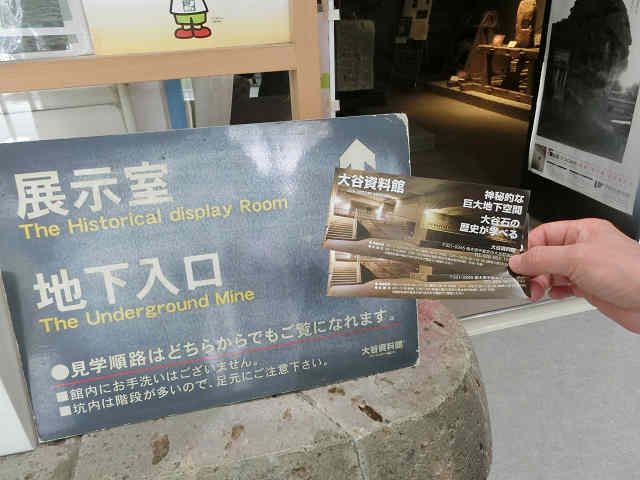 展示室
The Historical display Room
地下入口
The Underground Mine
●見学順路はどちらからでもご覧になれます。
■館内にお手洗いはございません。
■坑内は階段が多いので、足元にご注意下さい。
大谷資料館
大谷資料館
神秘的な
巨大地下空間
大谷石の
歴史が学べる
大谷資料館